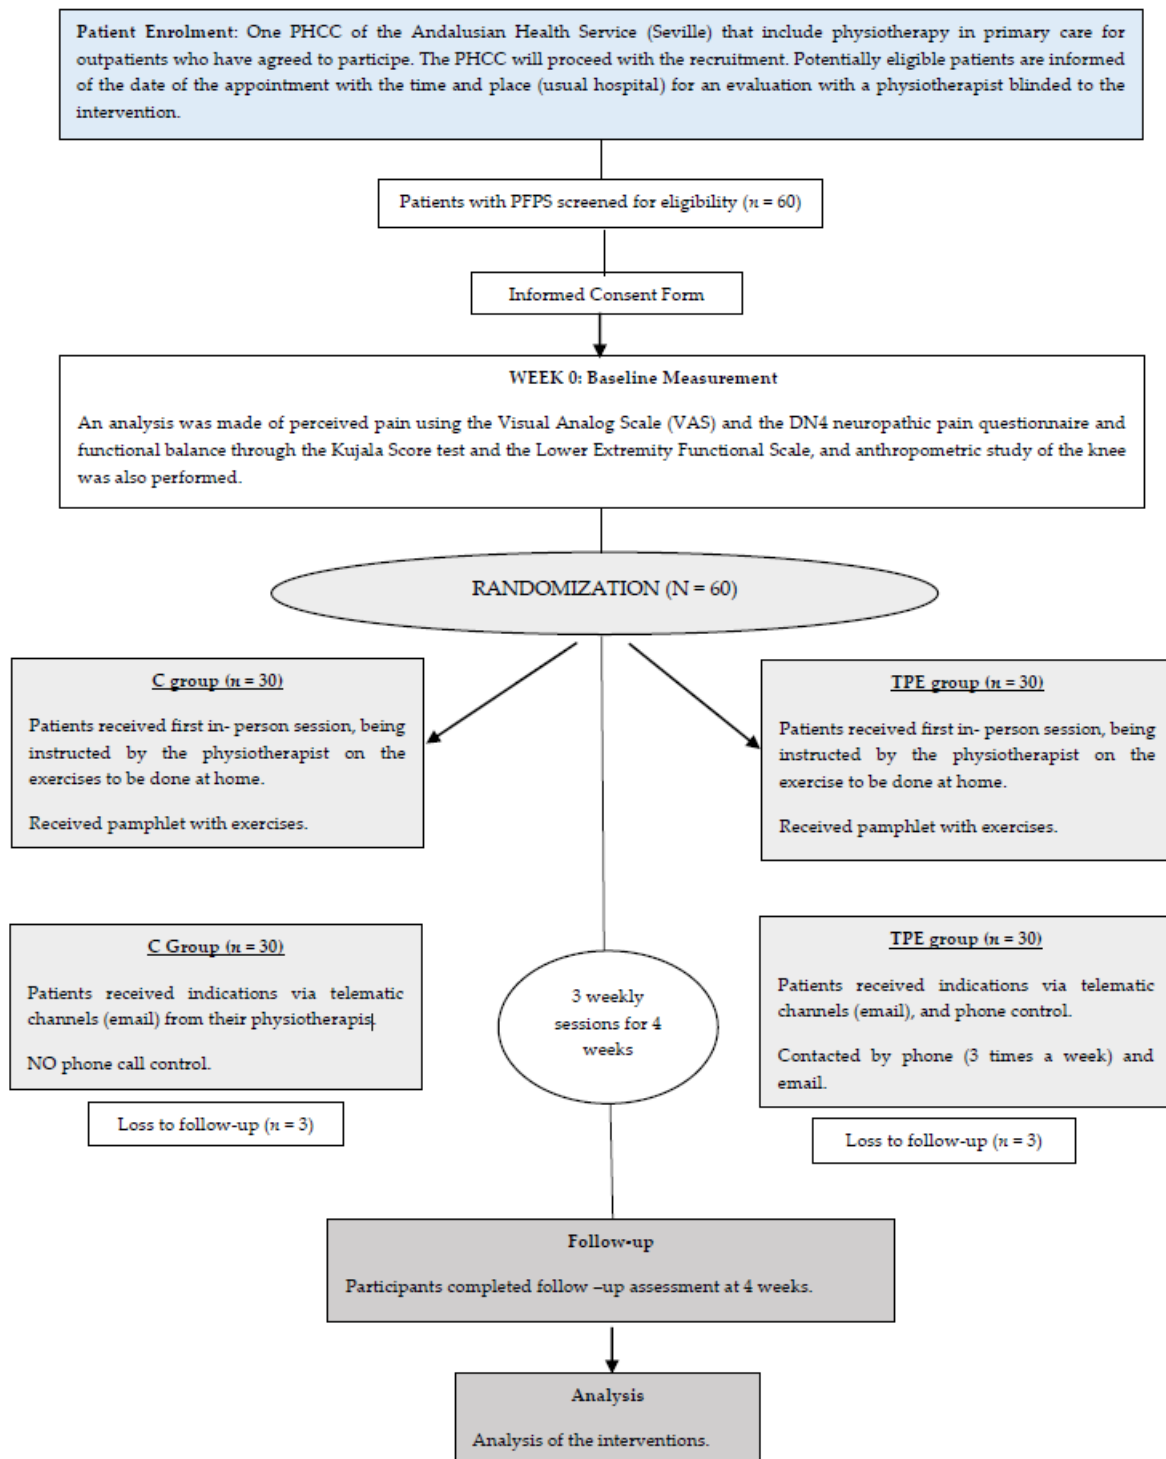 Patient Enrolment: One PHCC of the Andalusian Health Service (Seville) that include physiotherapy in primary care for
outpatients who have agreed to participe. The PHCC will proceed with the recruitment. Potentially eligible patients are informed
of the date of the appointment with the time and place (usual hospital) for an evaluation with a physiotherapist blinded to the
intervention.
Patients with PFPS screened for eligibility (n = 60)
Informed Consent Form
WEEK 0: Baseline Measurement
An analysis was made of perceived pain using the Visual Analog Scale (VAS) and the DN4 neuropathic pain questionnaire and
functional balance through the Kujala Score test and the Lower Extremity Functional Scale, and anthropometric study of the knee
was also performed.
RANDOMIZATION (N = 60)
C group (n = 30)
Patients received first in- person session, being
instructed by the physiotherapist on the
exercises to be done at home.
Received pamphlet with exercises.
TPE group (n = 30)
Patients received first in- person session, being
instructed by the physiotherapist on the
exercise to be done at home.
Received pamphlet with exercises.
C Group (n = 30)
Patients received indications via telematic
channels (email) from their physiotherapis.
NO phone call control.
Loss to follow-up (n = 3)
3 weekly
sessions for 4
weeks
TPE group (n = 30)
Patients received indications via telematic
channels (email), and phone control.
Contacted by phone (3 times a week) and
email.
Loss to follow-up (n = 3)
Follow-up
Participants completed follow –up assessment at 4 weeks.
Analysis
Analysis of the interventions.